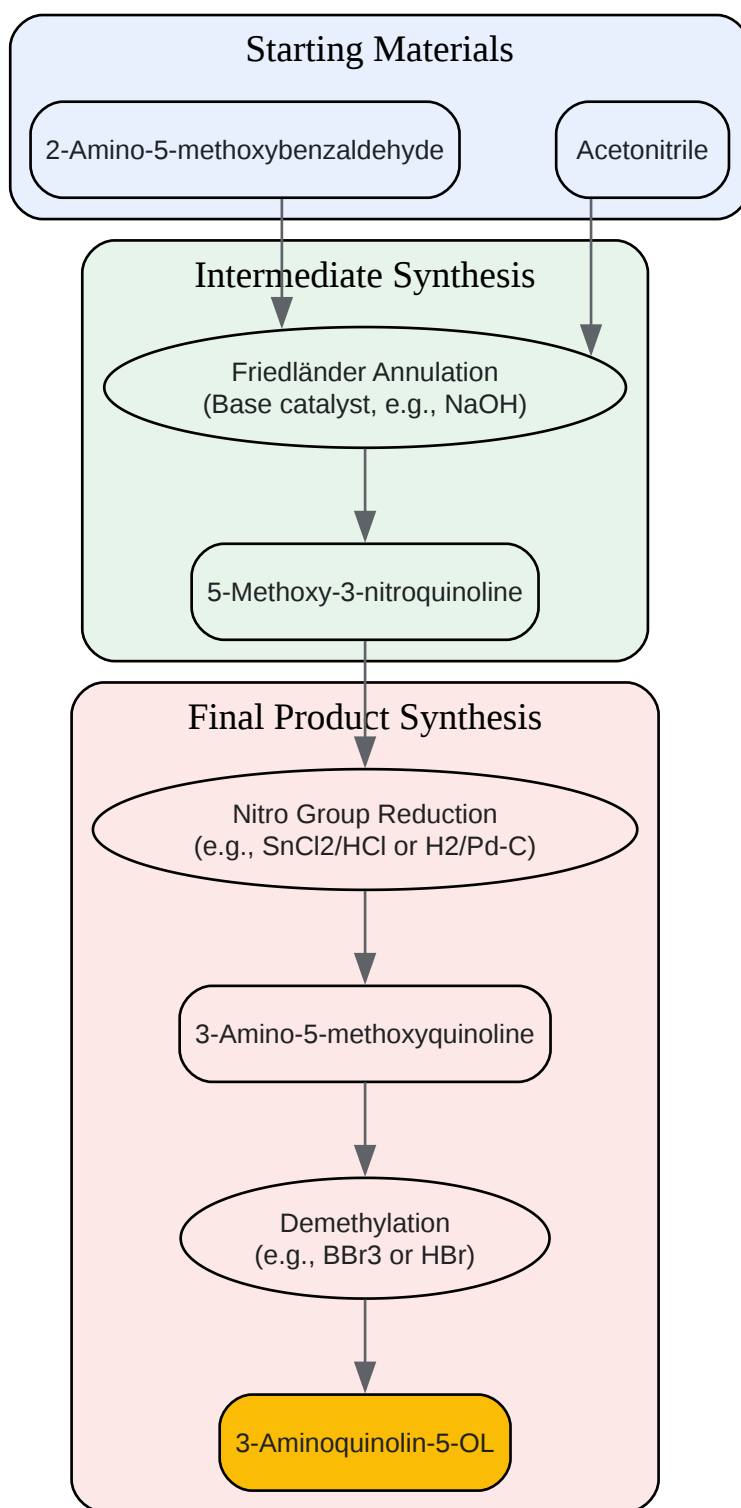 Starting Materials
2-Amino-5-methoxybenzaldehyde
Acetonitrile
Intermediate Synthesis
Friedländer Annulation
(Base catalyst, e.g., NaOH)
5-Methoxy-3-nitroquinoline
Final Product Synthesis
Nitro Group Reduction
(e.g., SnCl2/HCl or H2/Pd-C)
3-Amino-5-methoxyquinoline
Demethylation
(e.g., BBr3 or HBr)
3-Aminoquinolin-5-OL